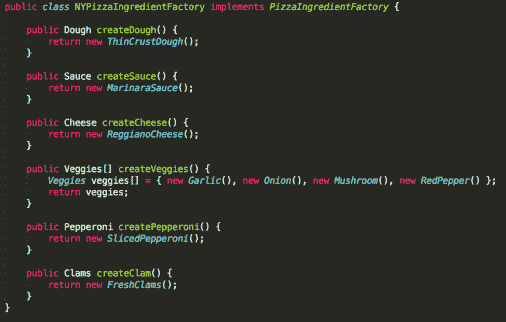 public class NYPizzaIngredientFactory implements PizzaIngredientFactory {
public Dough createDough() {
return new ThinCrustDough();
}
public Sauce createSauce() {
return new MarinaraSauce();
}
public Cheese createCheese() {
return new ReggianoCheese();
}
public Veggies[] createVeggies() {
Veggies veggies[] = { new Garlic(), new Onion(), new Mushroom(), new RedPepper() };
return veggies;
}
public Pepperoni createPepperoni() {
return new SlicedPepperoni();
}
public Clams createClam() {
return new FreshClams();
}
}